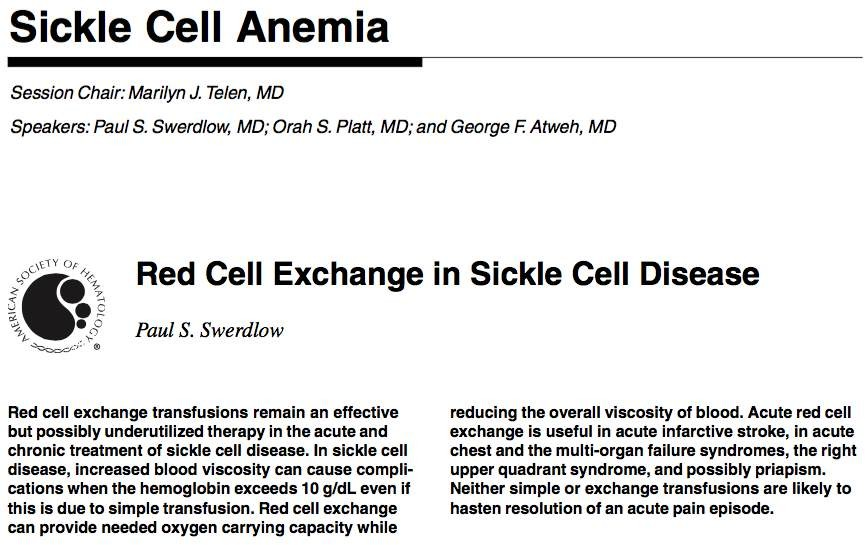 Sickle Cell Anemia
Session Chair: Marilyn J. Telen, MD
Speakers: Paul S. Swerdlow, MD; Orah S. Platt, MD; and George F. Atweh, MD
AMERICAN SOCIETY OF HEMATOLOGY
®
Red Cell Exchange in Sickle Cell Disease
Paul S. Swerdlow
Red cell exchange transfusions remain an effective
but possibly underutilized therapy in the acute and
chronic treatment of sickle cell disease. In sickle cell
disease, increased blood viscosity can cause compli-
cations when the hemoglobin exceeds 10 g/dL even if
this is due to simple transfusion. Red cell exchange
can provide needed oxygen carrying capacity while
reducing the overall viscosity of blood. Acute red cell
exchange is useful in acute infarctive stroke, in acute
chest and the multi-organ failure syndromes, the right
upper quadrant syndrome, and possibly priapism.
Neither simple or exchange transfusions are likely to
hasten resolution of an acute pain episode.